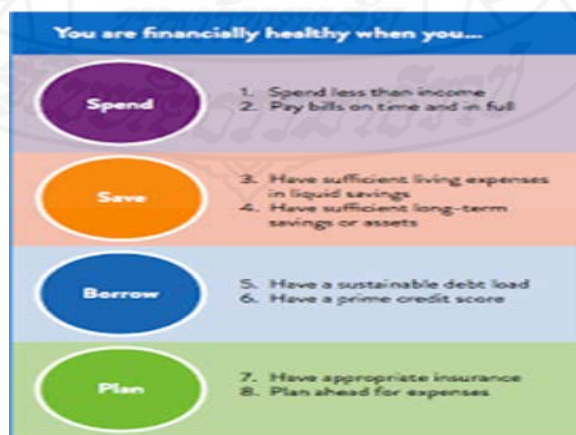 You are financially healthy when you...
Spend
1. Spend less than income
2. Pay bills on time and in full
Save
3. Have sufficient living expenses
in liquid savings
4. Have sufficient long-term
savings or assets
Borrow
5. Have a sustainable debt load
6. Have a prime credit score
Plan
7. Have appropriate insurance
8. Plan ahead for expenses